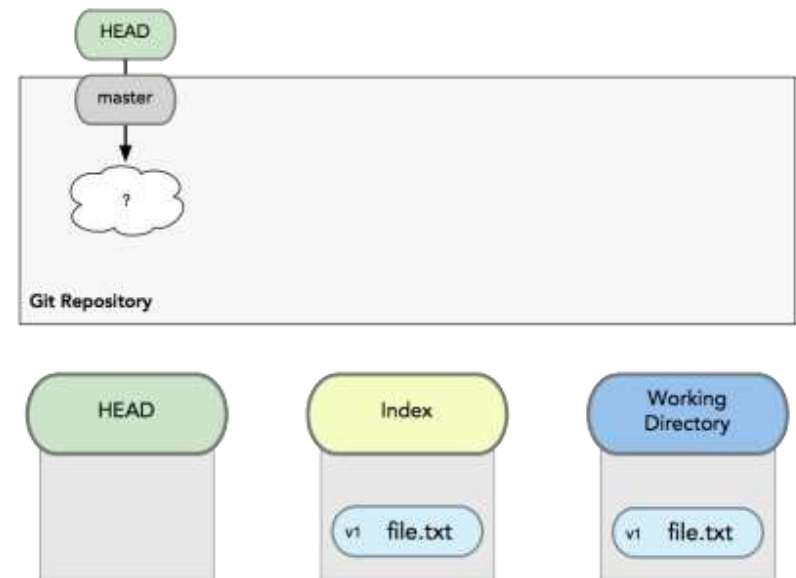 HEAD
master
?
Git Repository
HEAD
Index
Working
Directory
v1 file.txt
v1 file.txt